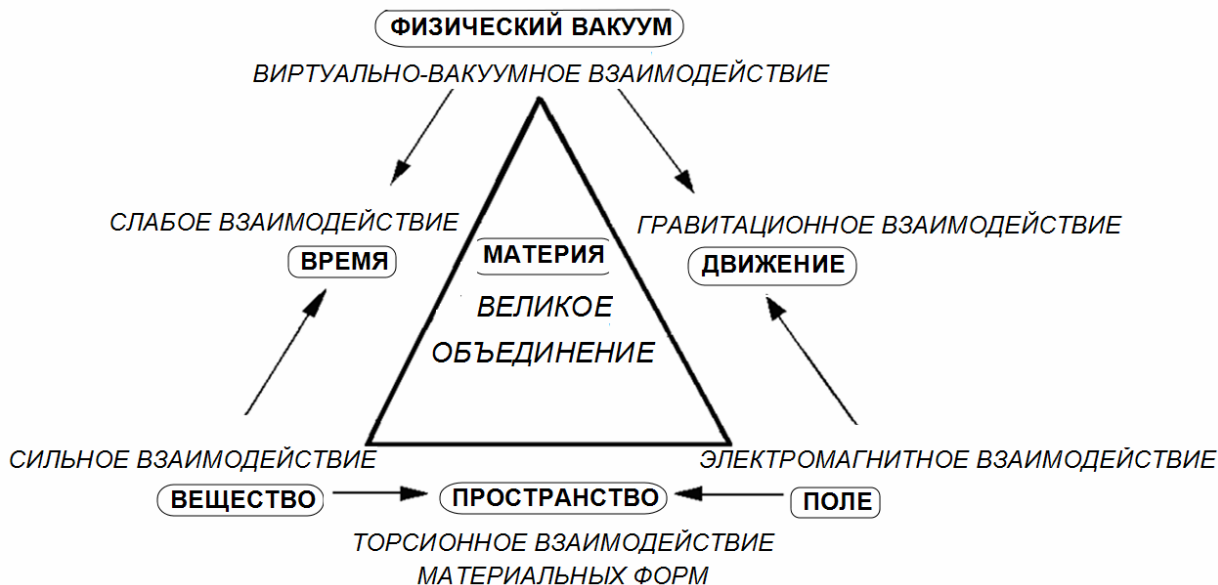 ФИЗИЧЕСКИЙ ВАКУУМ
ВИРТУАЛЬНО-ВАКУУМНОЕ ВЗАИМОДЕЙСТВИЕ
СЛАБОЕ ВЗАИМОДЕЙСТВИЕ
ВРЕМЯ
МАТЕРИЯ
ВЕЛИКОЕ
ОБЪЕДИНЕНИЕ
ГРАВИТАЦИОННОЕ ВЗАИМОДЕЙСТВИЕ
ДВИЖЕНИЕ
СИЛЬНОЕ ВЗАИМОДЕЙСТВИЕ
ВЕЩЕСТВО
ПРОСТРАНСТВО
ЭЛЕКТРОМАГНИТНОЕ ВЗАИМОДЕЙСТВИЕ
ПОЛЕ
ТОРСИОННОЕ ВЗАИМОДЕЙСТВИЕ
МАТЕРИАЛЬНЫХ ФОРМ